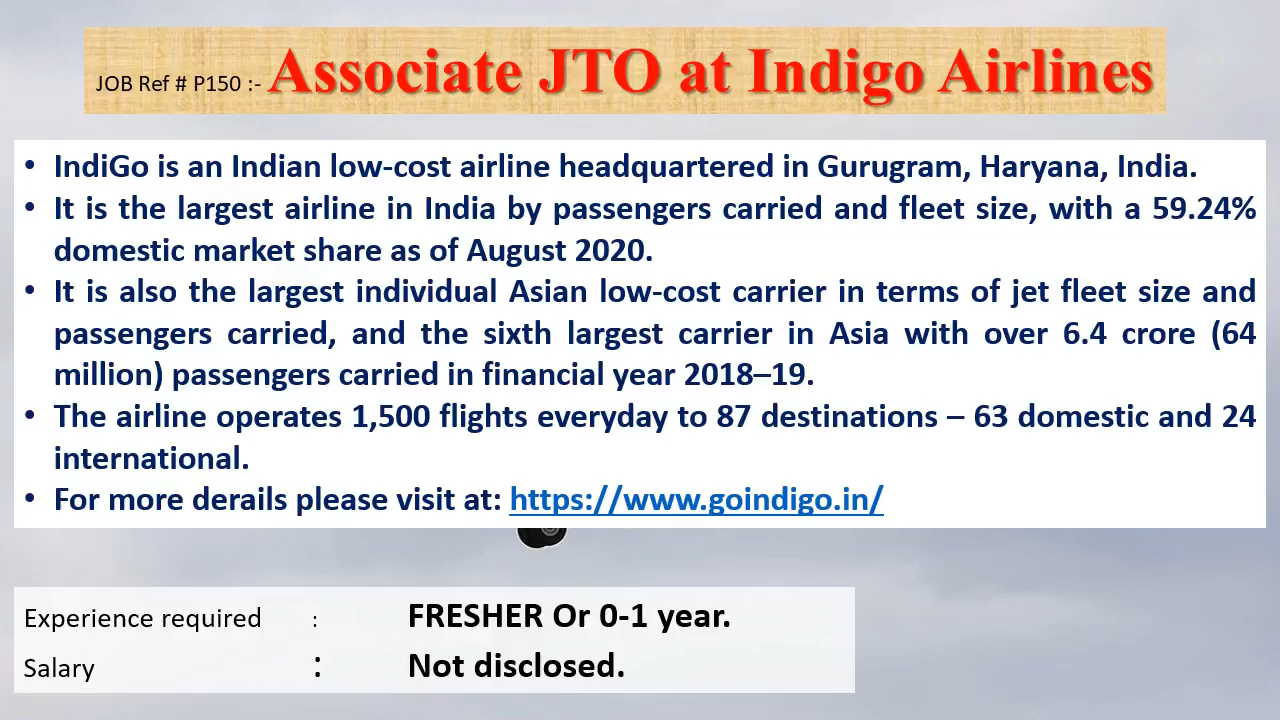 JOB Ref # P150 :- Associate JTO at Indigo Airlines
• IndiGo is an Indian low-cost airline headquartered in Gurugram, Haryana, India.
• It is the largest airline in India by passengers carried and fleet size, with a 59.24%
domestic market share as of August 2020.
• It is also the largest individual Asian low-cost carrier in terms of jet fleet size and
passengers carried, and the sixth largest carrier in Asia with over 6.4 crore (64
million) passengers carried in financial year 2018–19.
• The airline operates 1,500 flights everyday to 87 destinations – 63 domestic and 24
international.
• For more derails please visit at: https://www.goindigo.in/
Experience required : FRESHER Or 0-1 year.
Salary : Not disclosed.